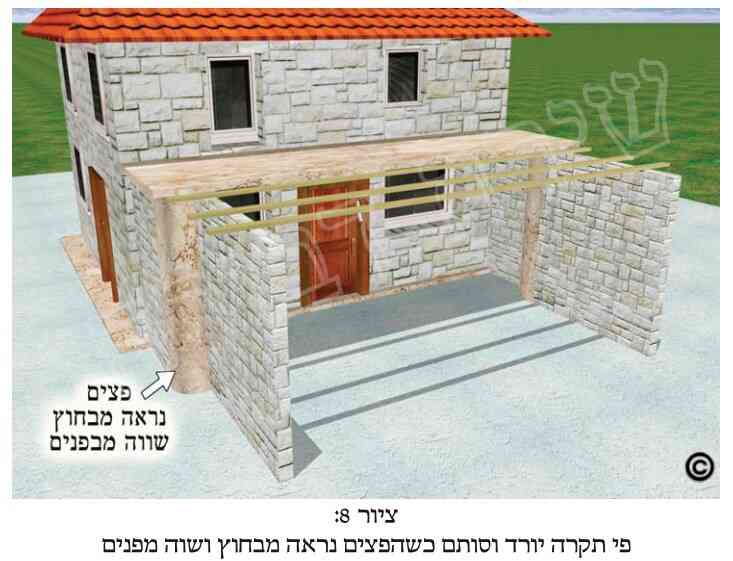 פצים
נראה מבחוץ
שווה מבפנים
©
ציור 8:
פי תקרה יורד וסותם כשהפצים נראה מבחוץ ושוה מפנים